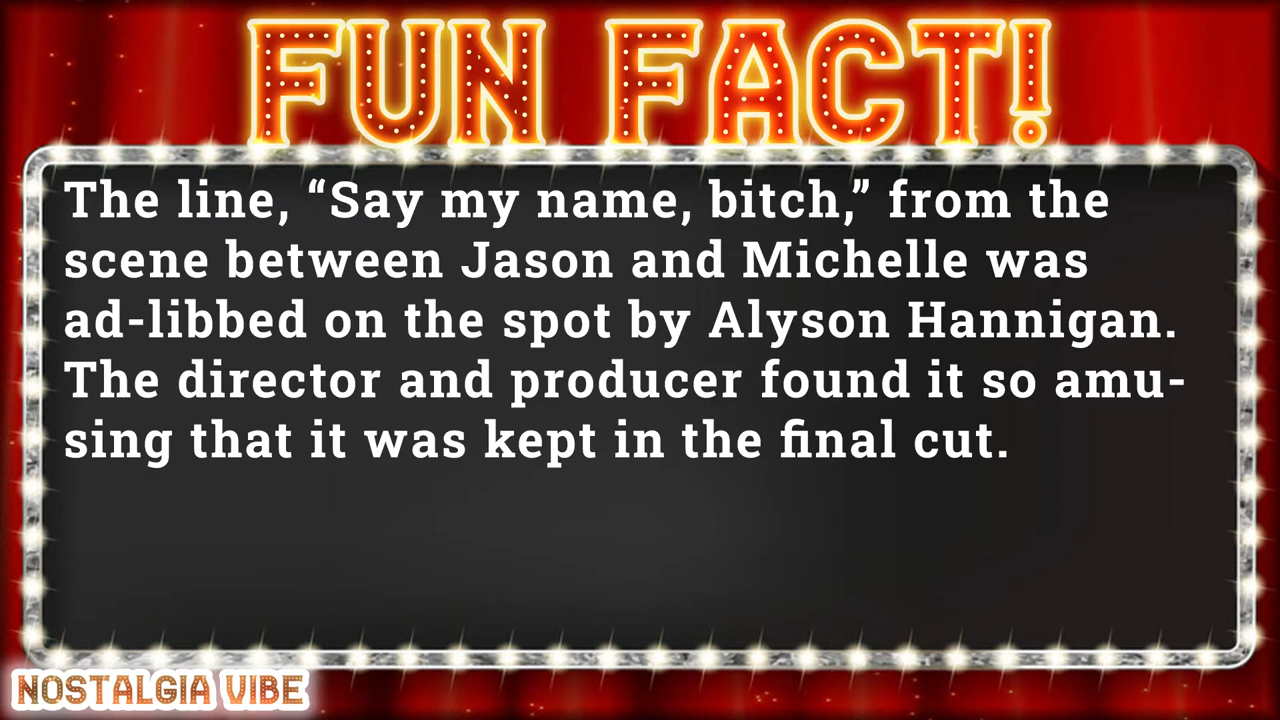 FUN FACT!
The line, “Say my name, bitch,” from the
scene between Jason and Michelle was
ad-libbed on the spot by Alyson Hannigan.
The director and producer found it so amu-
sing that it was kept in the final cut.
NOSTALGIA VIBE